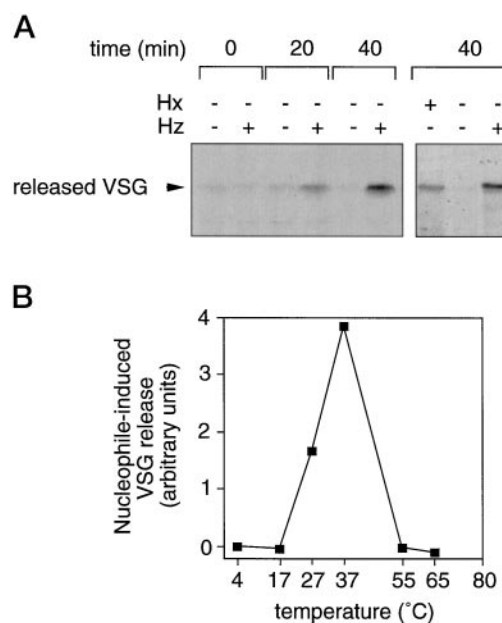 A
time (min) 0 20 40 40
Hx - - - - - - + - -
Hz - + - + - + - - +
released VSG
B
Nucleophile-induced
VSG release
(arbitrary units)
4
3
2
1
0
4 17 27 37 55 65 80
temperature (°C)